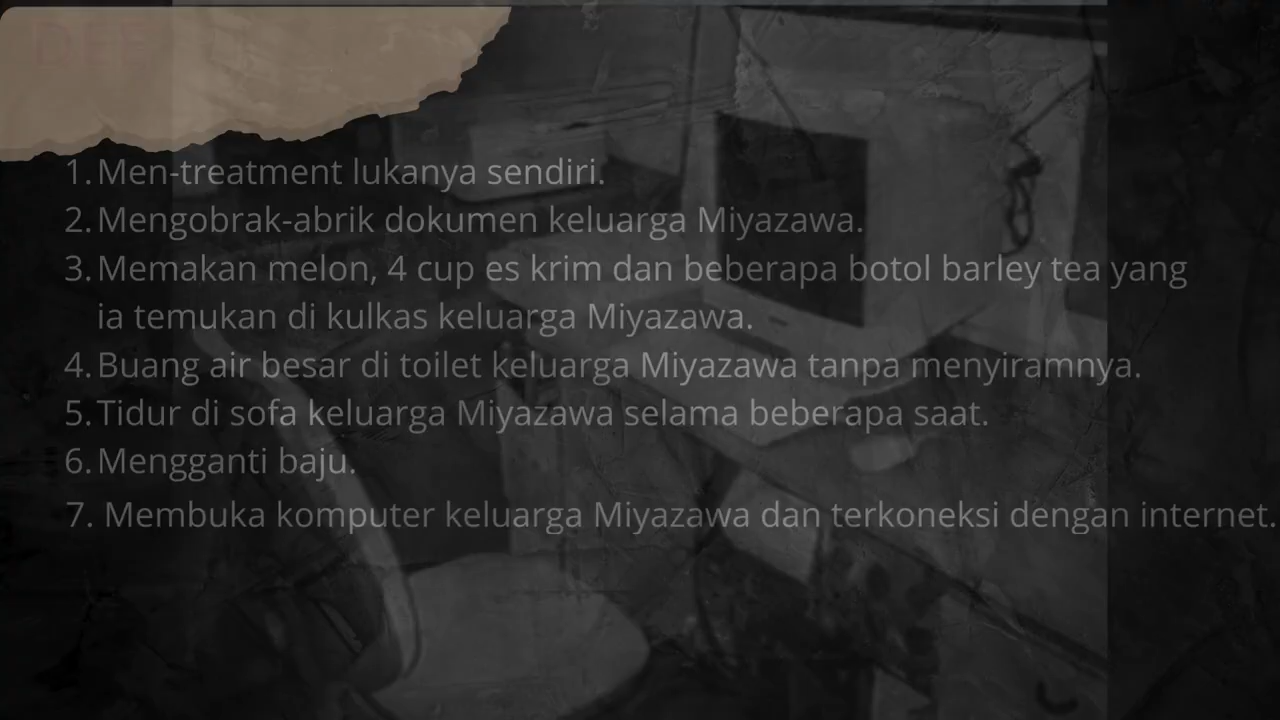 1. Men-treatment lukanya sendiri.
2. Mengobrak-abrik dokumen keluarga Miyazawa.
3. Memakan melon, 4 cup es krim dan beberapa botol barley tea yang
ia temukan di kulkas keluarga Miyazawa.
4. Buang air besar di toilet keluarga Miyazawa tanpa menyiramnya.
5. Tidur di sofa keluarga Miyazawa selama beberapa saat.
6. Mengganti baju.
7. Membuka komputer keluarga Miyazawa dan terkoneksi dengan internet.